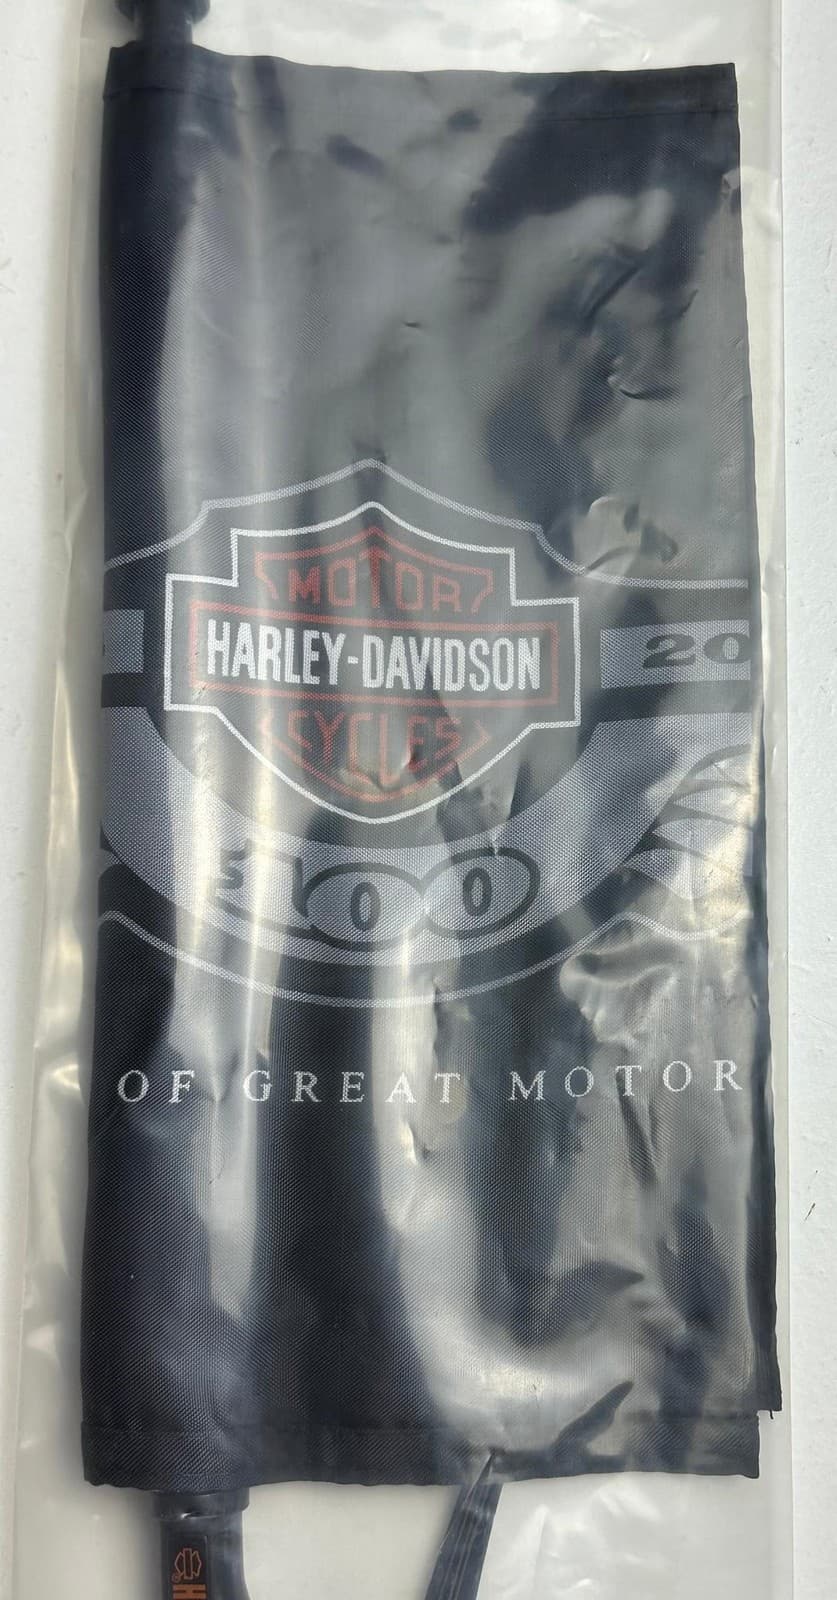 MOTOR
HARLEY-DAVIDSON
20
CYCLES
100
OF GREAT MOTOR
H